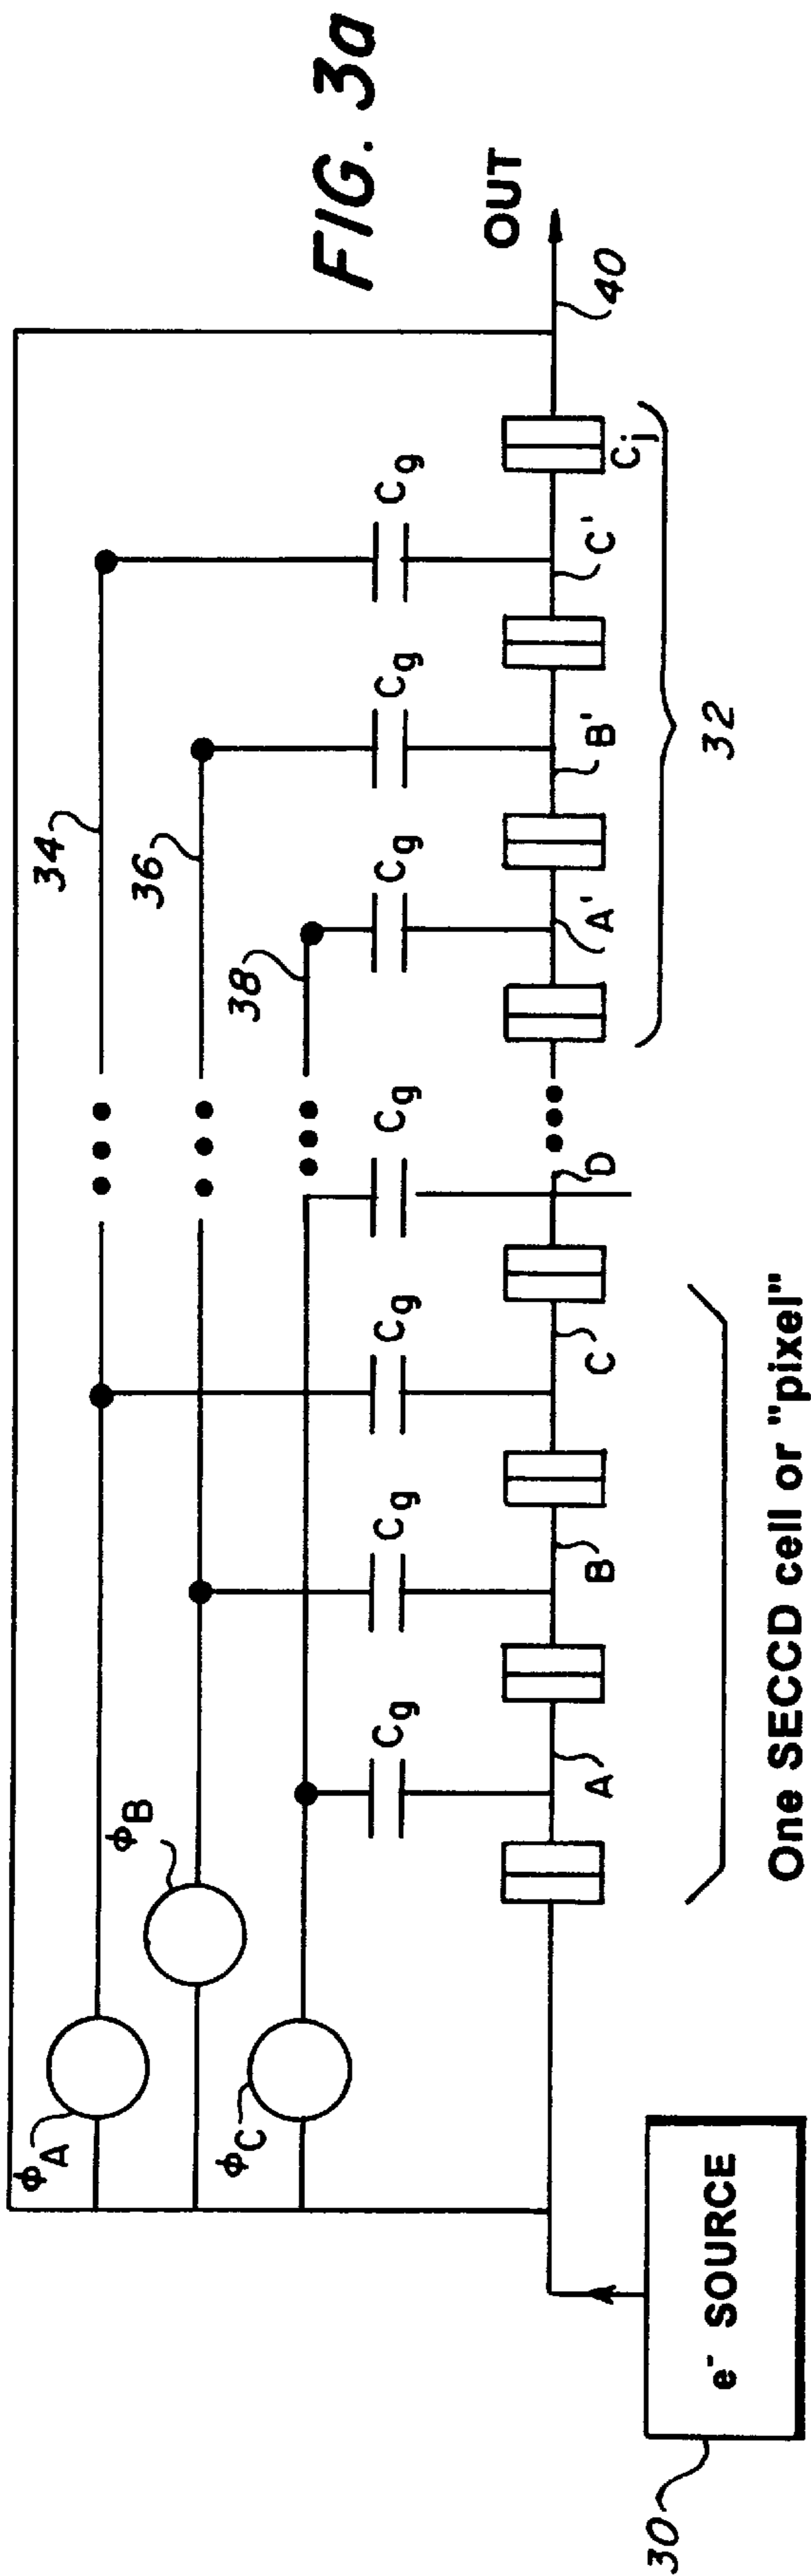 FIG. 3a
34
36
38
ϕA
ϕB
ϕC
Cg
Cg
Cg
Cg
Cg
Cg
Cg
OUT
40
A
B
C
D
A'
B'
C'
Cj
32
e- SOURCE
30
One SECCD cell or "pixel"